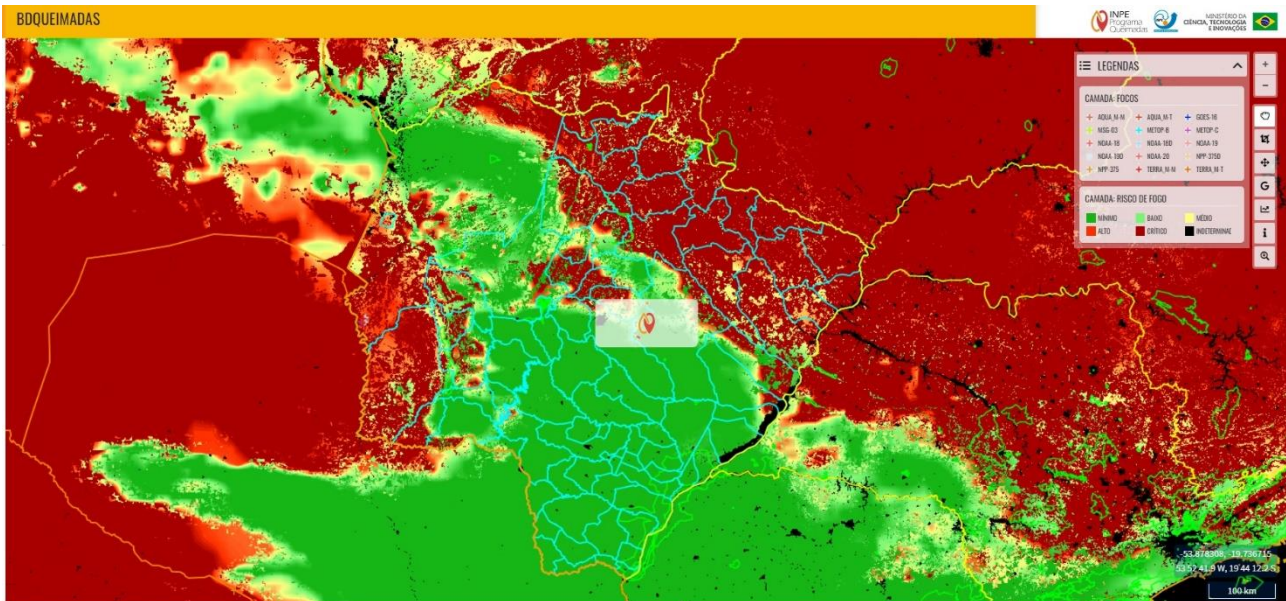 BDQUEIMADAS
INPE
Programa
Queimadas
MINISTÉRIO DA
CIÊNCIA, TECNOLOGIA
E INOVAÇÕES
LEGENDAS
CAMADA: FOCOS
AQUA_M-M AQUA_M-T GOES-16
MSG-03 METOP-B METOP-C
NOAA-18 NOAA-18D NOAA-19
NOAA-19D NOAA-20 NPP-375D
NPP-375 TERRA_M-M TERRA_M-T
CAMADA: RISCO DE FOGO
MÍNIMO BAIXO MÉDIO
ALTO CRÍTICO INDETERMINAE
-53.878308, -19.736715
53 52 41.9 W, 19 44 12.2 S
100 km